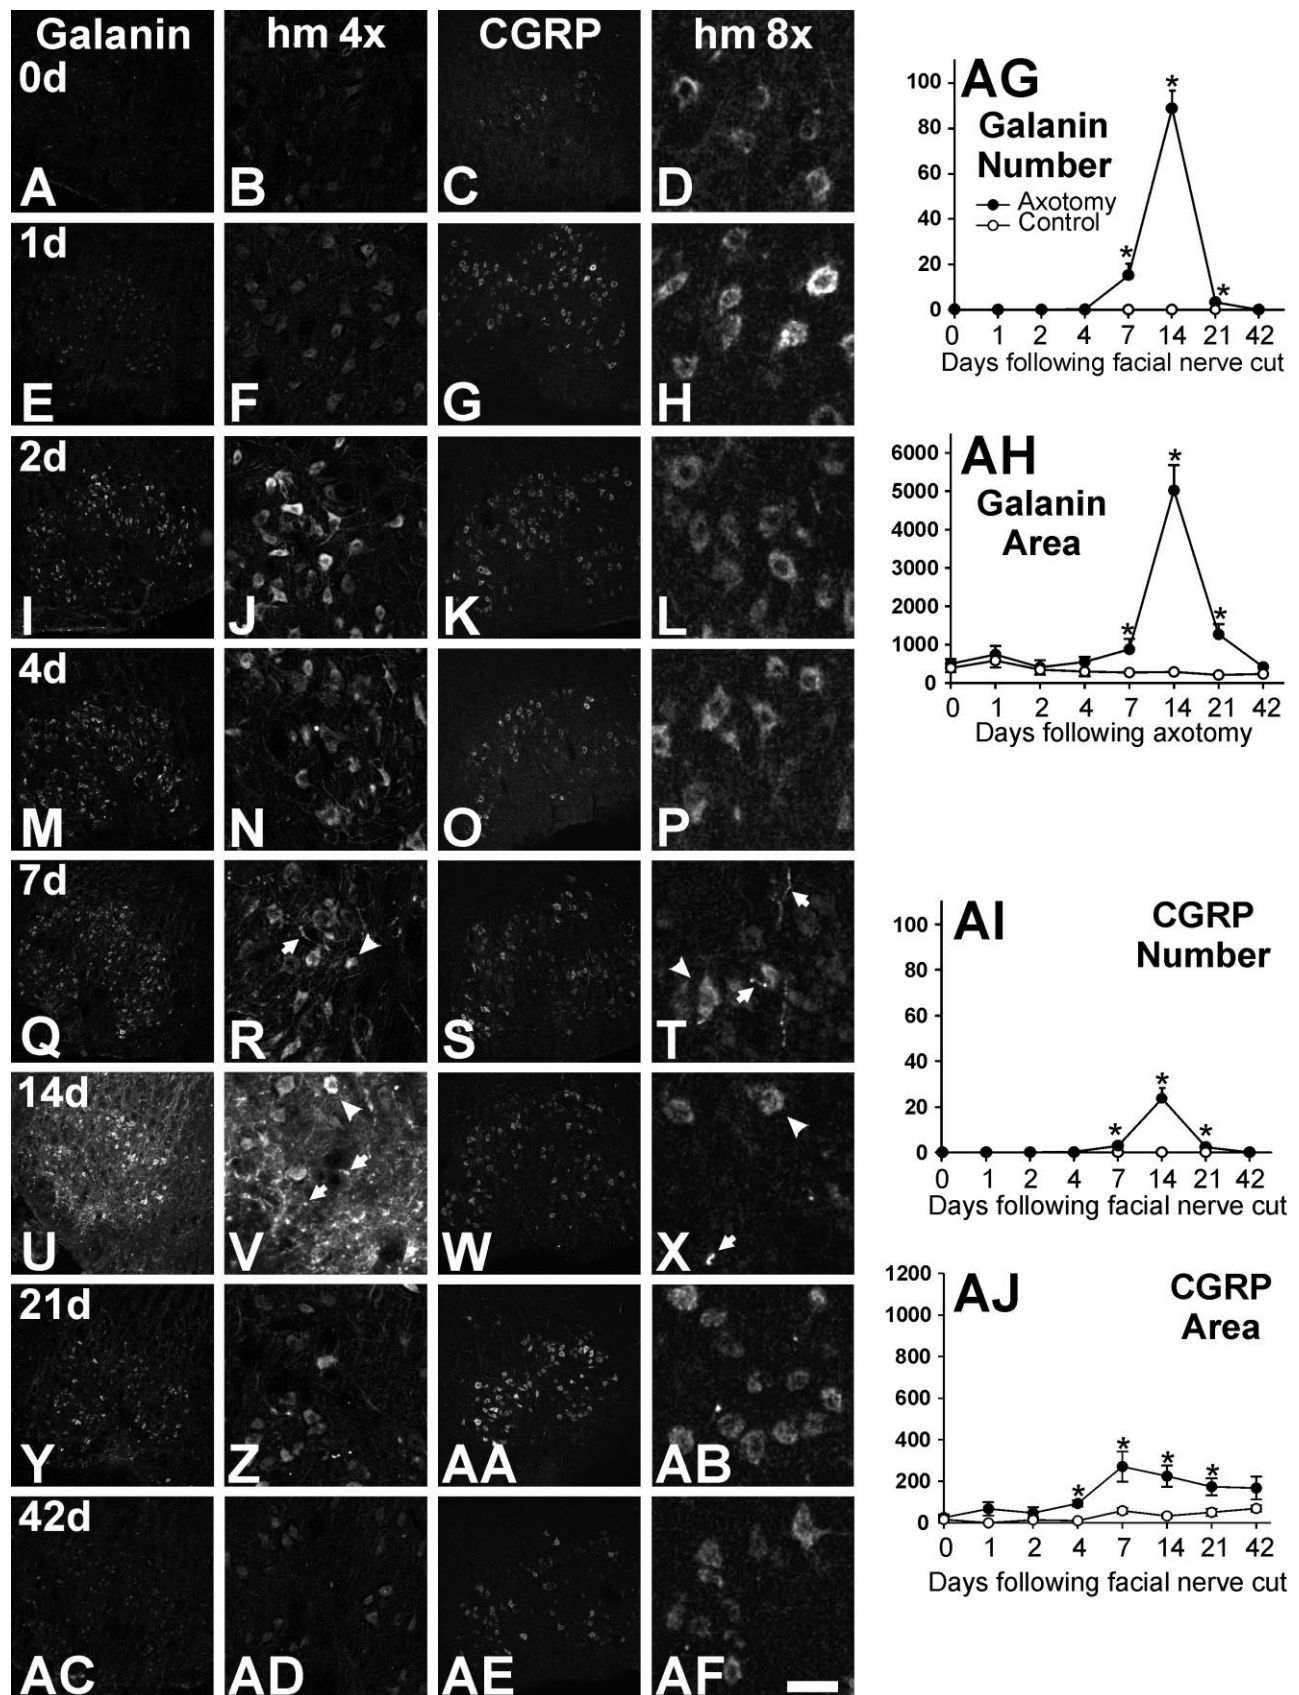 Galanin hm 4x CGRP hm 8x
0d
A B C D
1d
E F G H
2d
I J K L
4d
M N O P
7d
Q R S T
14d
U V W X
21d
Y Z AA AB
42d
AC AD AE AF
AG
Galanin
Number
Axotomy
Control
100
80
60
40
20
0
0 1 2 4 7 14 21 42
* * *
Days following facial nerve cut
AH
Galanin
Area
6000
5000
4000
3000
2000
1000
0
* * *
0 1 2 4 7 14 21 42
Days following axotomy
AI
CGRP
Number
100
80
60
40
20
0
* * *
0 1 2 4 7 14 21 42
Days following facial nerve cut
AJ
CGRP
Area
1200
1000
800
600
400
200
0
* * * *
0 1 2 4 7 14 21 42
Days following facial nerve cut